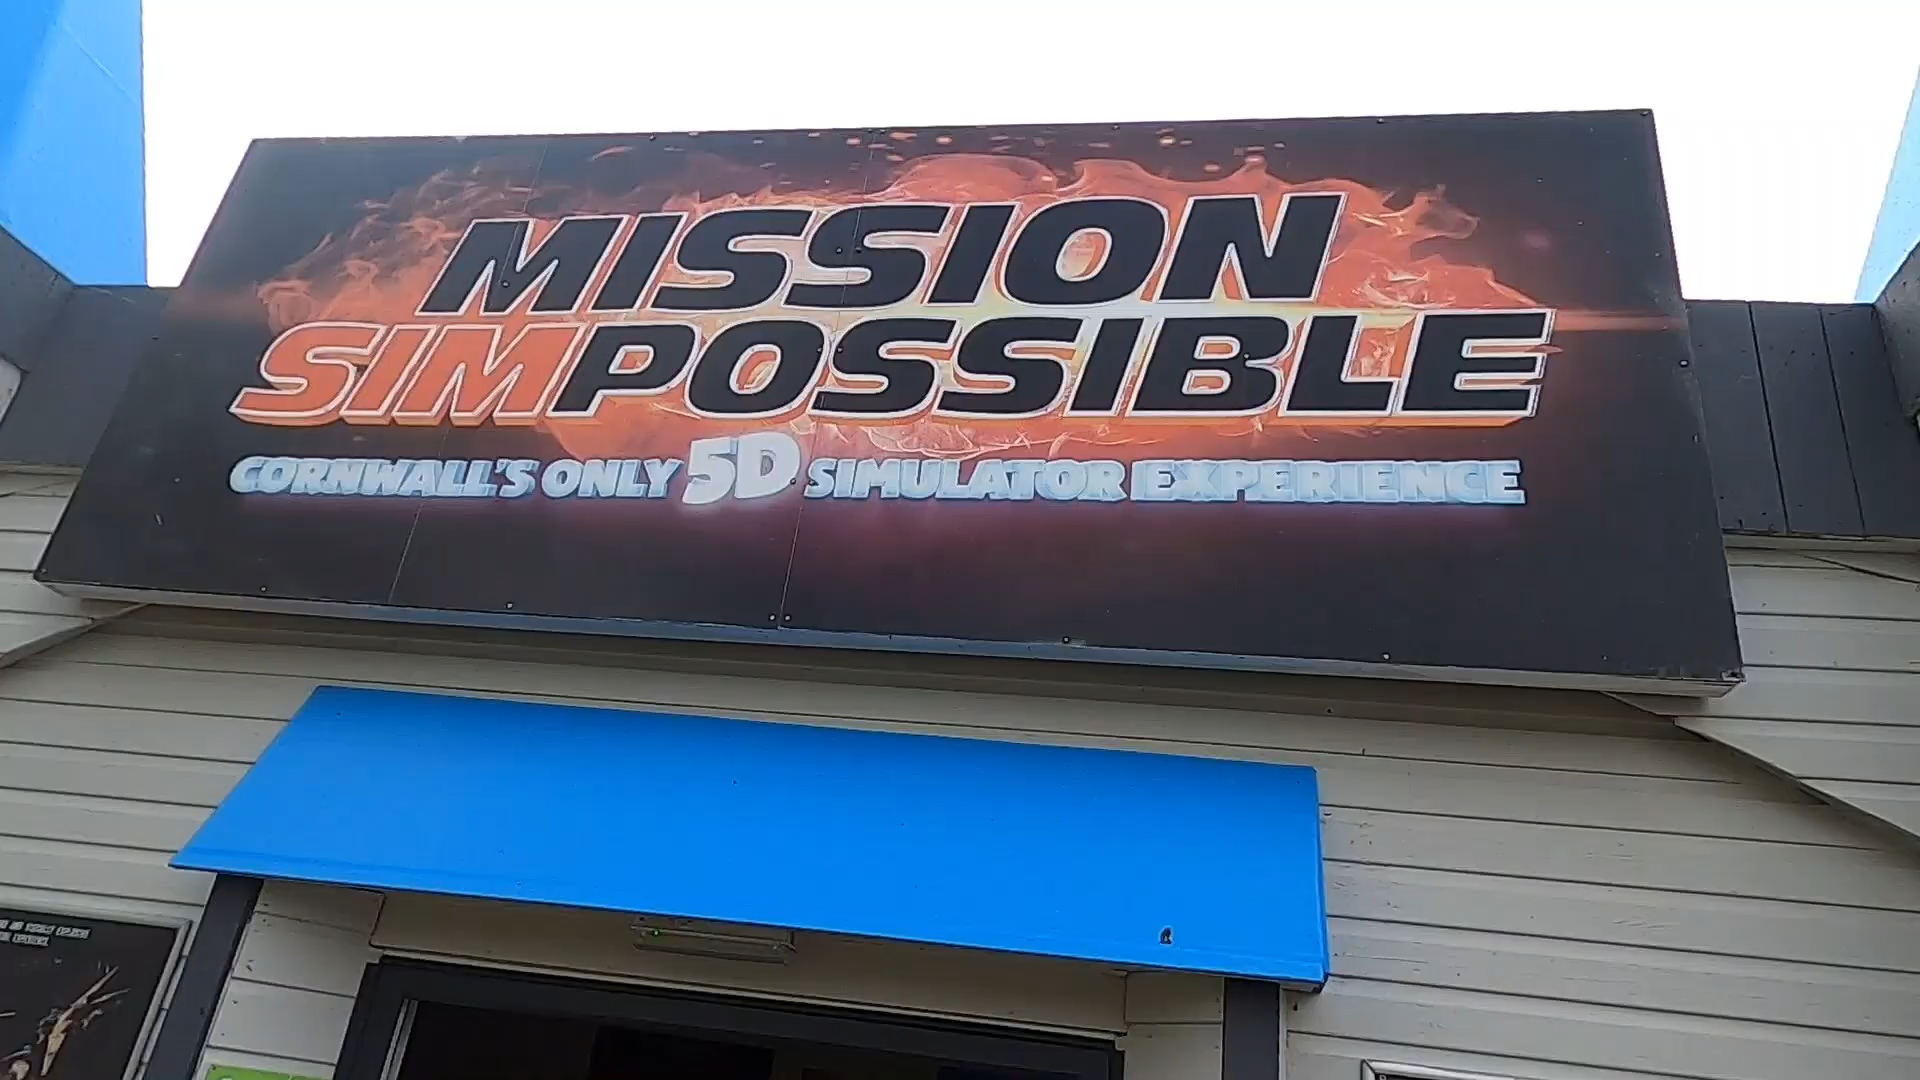 MISSION
SIMPOSSIBLE
CORNWALL'S ONLY 5D SIMULATOR EXPERIENCE